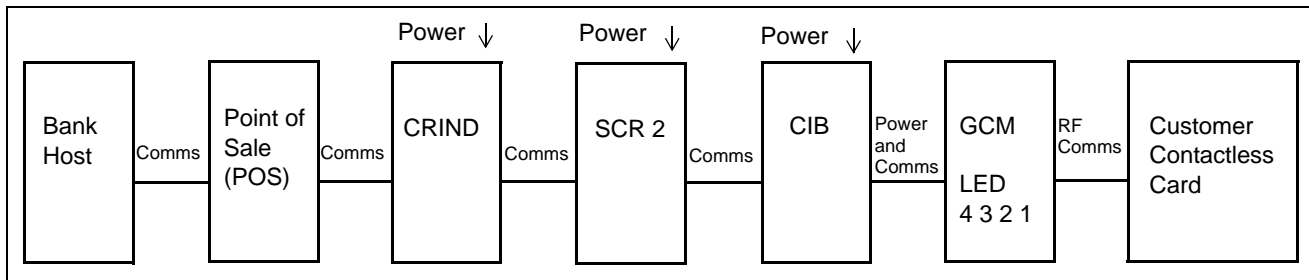 Power
Power
Power
Bank
Host
Comms
Point of
Sale
(POS)
Comms
CRIND
Comms
SCR 2
Comms
CIB
Power
and
Comms
GCM
LED
4 3 2 1
RF
Comms
Customer
Contactless
Card